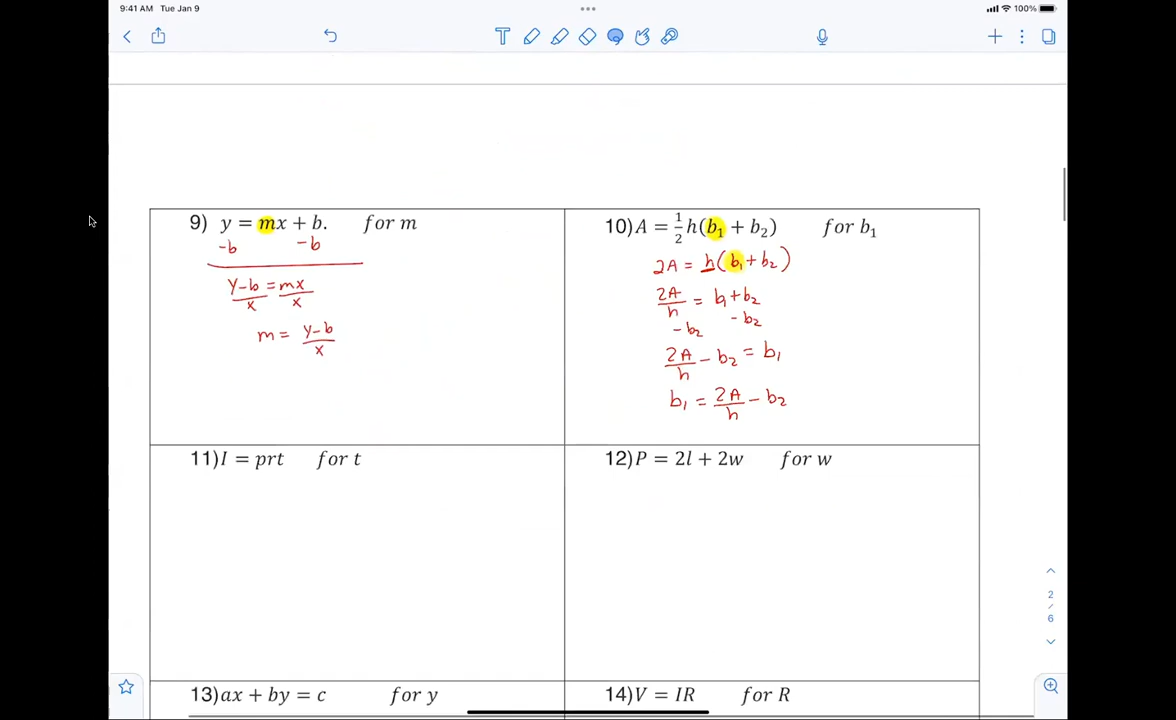 9:41 AM Tue Jan 9
100%
9) y = mx + b. for m
-b -b
y-b = mx
x x
m = y-b
x
10) A = 1/2 h(b₁ + b₂) for b₁
2A = h(b₁ + b₂)
2A/h = b₁ + b₂
-b₂ -b₂
2A/h - b₂ = b₁
b₁ = 2A/h - b₂
11) I = prt for t
12) P = 2l + 2w for w
13) ax + by = c for y
14) V = IR for R
2
/
6